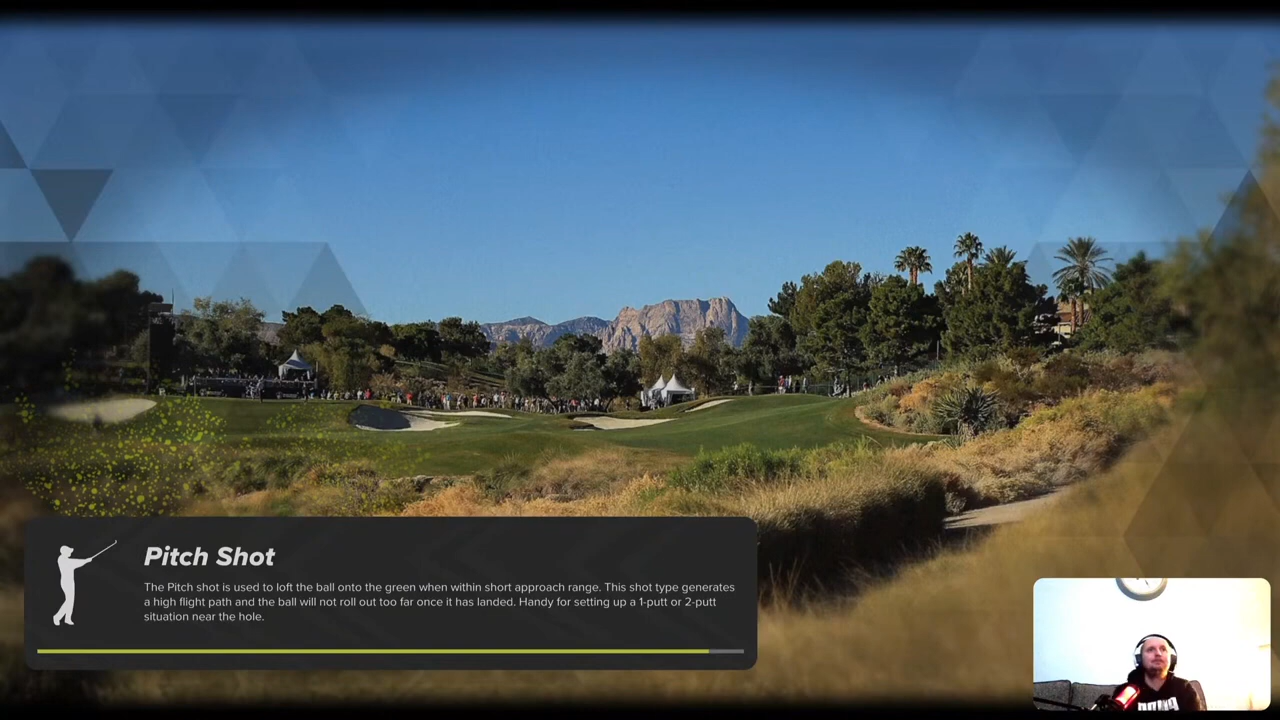 Pitch Shot
The Pitch shot is used to loft the ball onto the green when within short approach range. This shot type generates
a high flight path and the ball will not roll out too far once it has landed. Handy for setting up a 1-putt or 2-putt
situation near the hole.